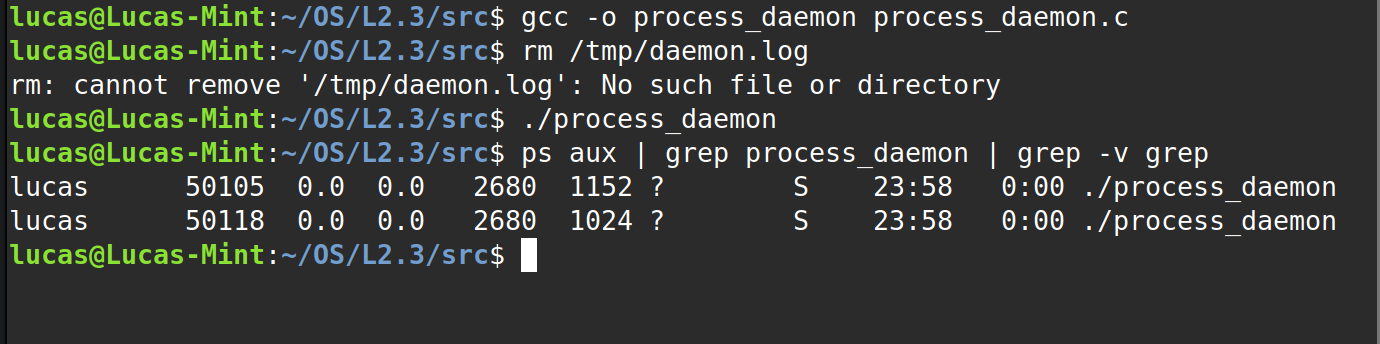 lucas@Lucas-Mint:~/OS/L2.3/src$ gcc -o process_daemon process_daemon.c
lucas@Lucas-Mint:~/OS/L2.3/src$ rm /tmp/daemon.log
rm: cannot remove '/tmp/daemon.log': No such file or directory
lucas@Lucas-Mint:~/OS/L2.3/src$ ./process_daemon
lucas@Lucas-Mint:~/OS/L2.3/src$ ps aux | grep process_daemon | grep -v grep
lucas      50105  0.0  0.0   2680  1152 ?        S    23:58   0:00 ./process_daemon
lucas      50118  0.0  0.0   2680  1024 ?        S    23:58   0:00 ./process_daemon
lucas@Lucas-Mint:~/OS/L2.3/src$